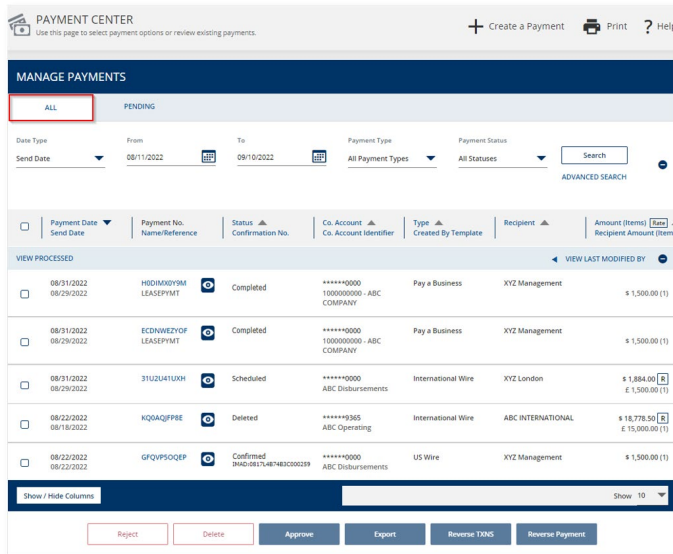 PAYMENT CENTER
Use this page to select payment options or review existing payments.
Create a Payment Print ? Help
MANAGE PAYMENTS
ALL PENDING
Date Type From To Payment Type Payment Status
Send Date 08/11/2022 09/10/2022 All Payment Types All Statuses Search
ADVANCED SEARCH
Payment Date Payment No. Status Co. Account Type Recipient Amount (Items) Rate
Send Date Name/Reference Confirmation No. Co. Account Identifier Created By Template Recipient Amount (Item
VIEW PROCESSED VIEW LAST MODIFIED BY
08/31/2022 H0DIMX0Y9M Completed ******0000 Pay a Business XYZ Management
08/29/2022 LEASEPYMT 1000000000 - ABC $ 1,500.00 (1)
COMPANY
08/31/2022 ECDNWEZYOF Completed ******0000 Pay a Business XYZ Management
08/29/2022 LEASEPYMT 1000000000 - ABC $ 1,500.00 (1)
COMPANY
08/31/2022 31U2U41UXH Scheduled ******0000 International Wire XYZ London $ 1,884.00 R
08/29/2022 ABC Disbursements £ 1,500.00 (1)
08/22/2022 KQ0AQJFP8E Deleted ******9365 International Wire ABC INTERNATIONAL $ 18,778.50 R
08/18/2022 ABC Operating £ 15,000.00 (1)
08/22/2022 GFQVP5OQEP Confirmed ******0000 US Wire XYZ Management $ 1,500.00 (1)
08/22/2022 IMAD:0817L4B74B3C000259 ABC Disbursements
Show / Hide Columns Show 10
Reject Delete Approve Export Reverse TXNS Reverse Payment